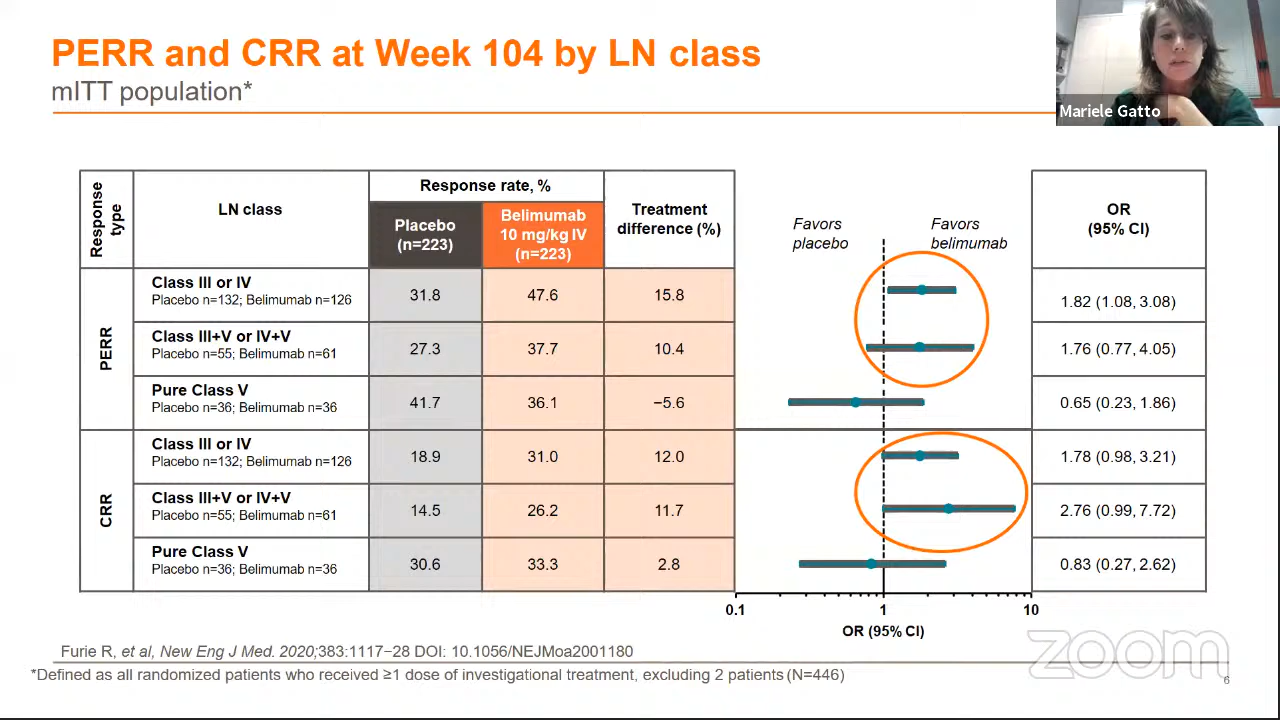 PERR and CRR at Week 104 by LN class
mITT population*
Mariele Gatto
Response type
LN class
Response rate, %
Placebo
(n=223)
Belimumab
10 mg/kg IV
(n=223)
Treatment
difference (%)
Favors
placebo
Favors
belimumab
OR
(95% CI)
PERR
Class III or IV
Placebo n=132; Belimumab n=126
31.8 47.6 15.8 1.82 (1.08, 3.08)
Class III+V or IV+V
Placebo n=55; Belimumab n=61
27.3 37.7 10.4 1.76 (0.77, 4.05)
Pure Class V
Placebo n=36; Belimumab n=36
41.7 36.1 −5.6 0.65 (0.23, 1.86)
CRR
Class III or IV
Placebo n=132; Belimumab n=126
18.9 31.0 12.0 1.78 (0.98, 3.21)
Class III+V or IV+V
Placebo n=55; Belimumab n=61
14.5 26.2 11.7 2.76 (0.99, 7.72)
Pure Class V
Placebo n=36; Belimumab n=36
30.6 33.3 2.8 0.83 (0.27, 2.62)
0.1 1 10
OR (95% CI)
Furie R, et al, New Eng J Med. 2020;383:1117−28 DOI: 10.1056/NEJMoa2001180
zoom
*Defined as all randomized patients who received ≥1 dose of investigational treatment, excluding 2 patients (N=446)
6